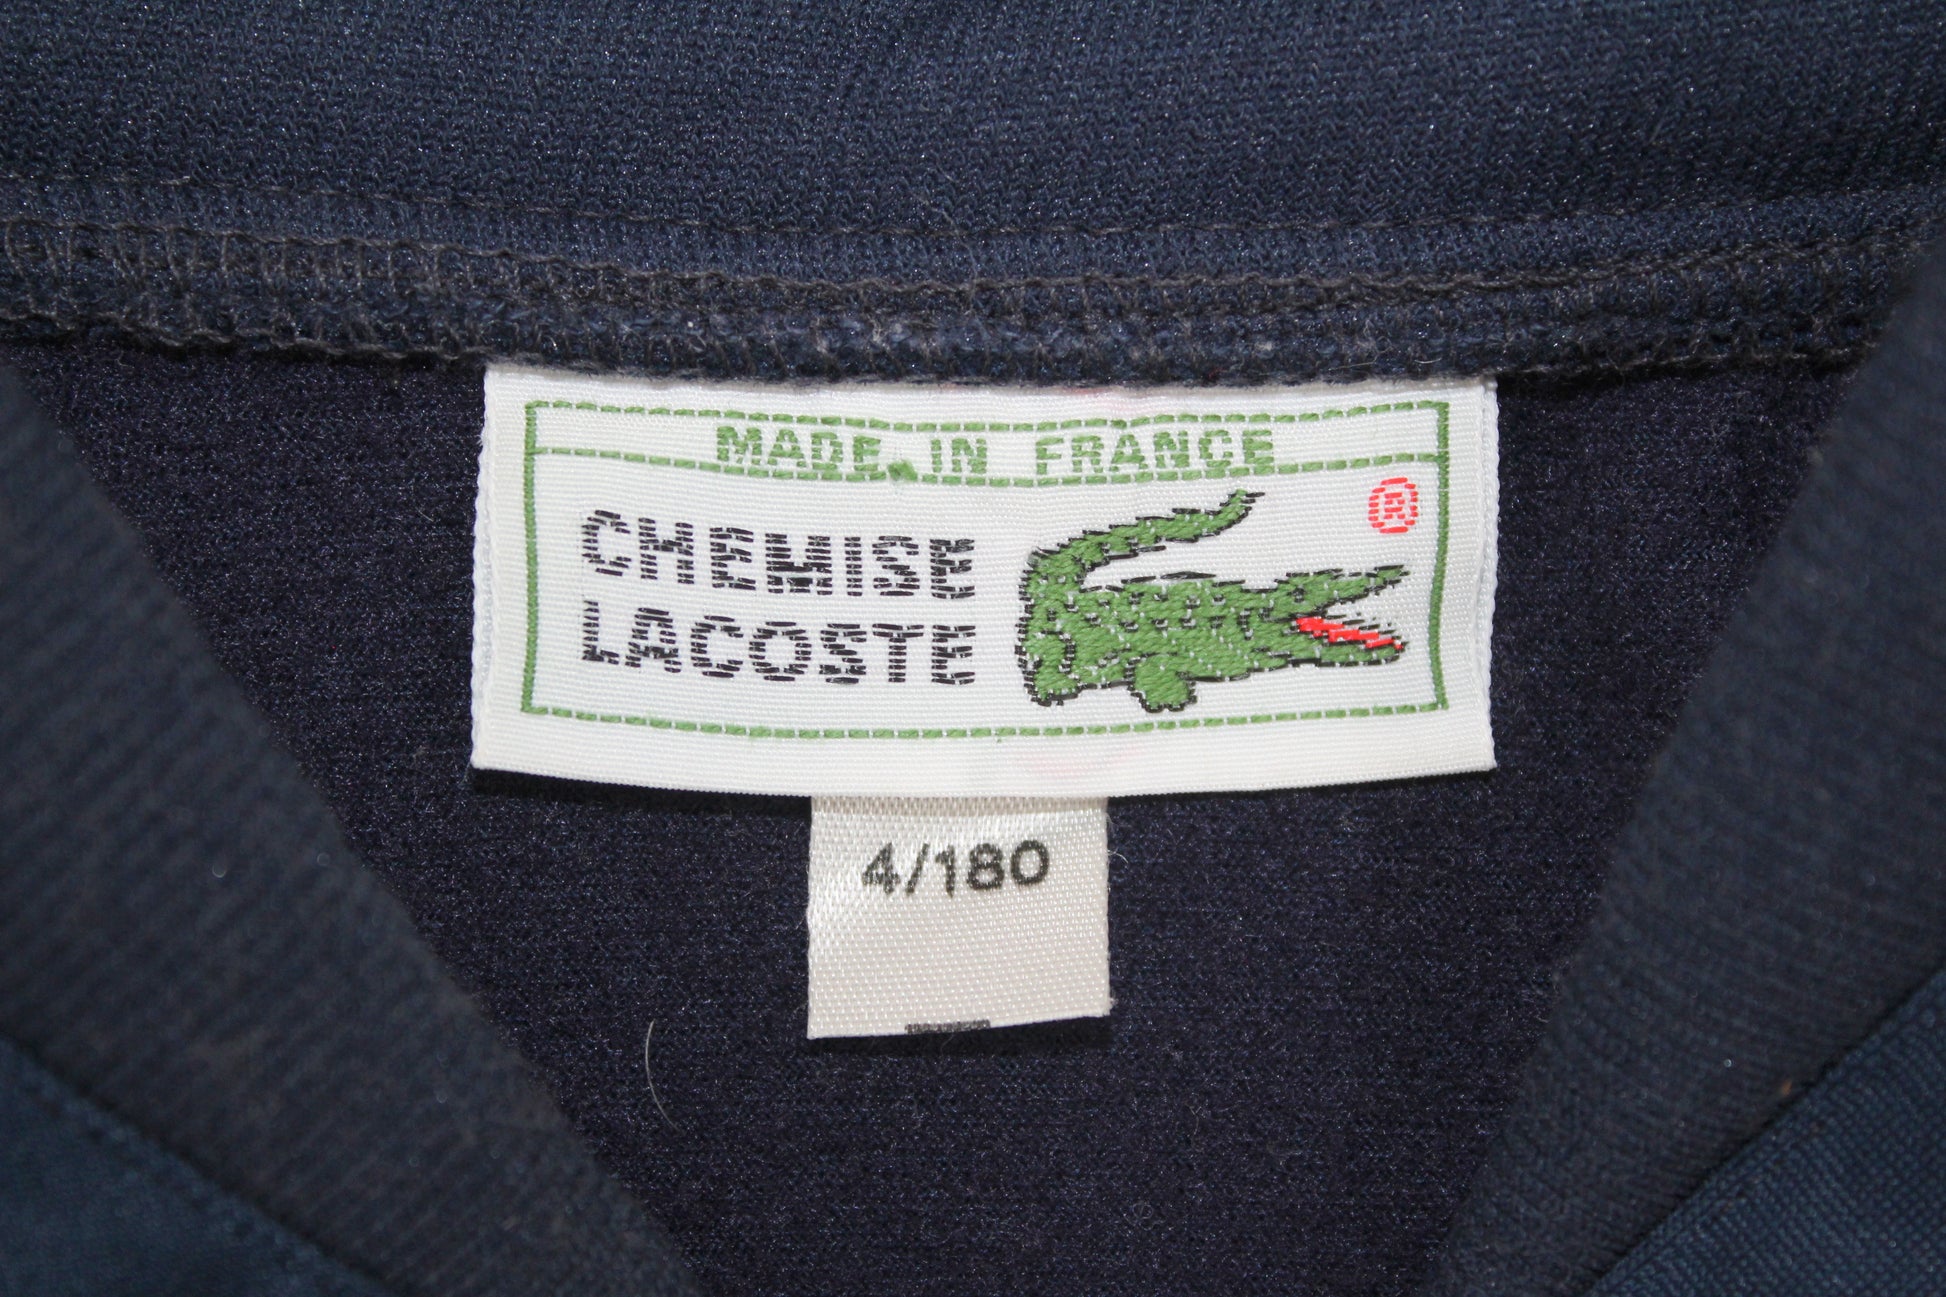 MADE IN FRANCE
®
CHEMISE
LACOSTE
4/180